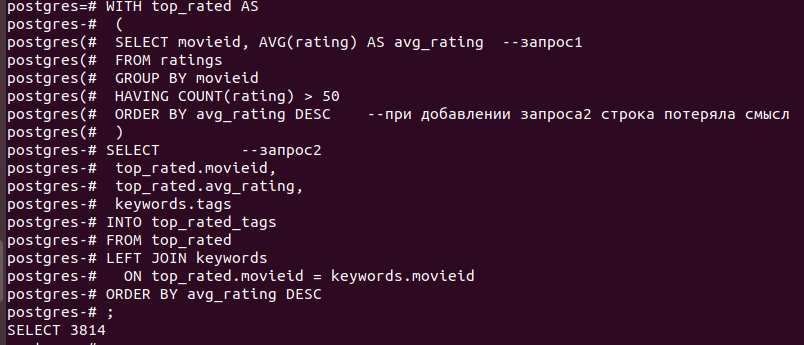 postgres=# WITH top_rated AS
postgres-#  (
postgres(#  SELECT movieid, AVG(rating) AS avg_rating  --запрос1
postgres(#  FROM ratings
postgres(#  GROUP BY movieid
postgres(#  HAVING COUNT(rating) > 50
postgres(#  ORDER BY avg_rating DESC    --при добавлении запроса2 строка потеряла смысл
postgres(#  )
postgres-# SELECT         --запрос2
postgres-#  top_rated.movieid,
postgres-#  top_rated.avg_rating,
postgres-#  keywords.tags
postgres-# INTO top_rated_tags
postgres-# FROM top_rated
postgres-# LEFT JOIN keywords
postgres-#   ON top_rated.movieid = keywords.movieid
postgres-# ORDER BY avg_rating DESC
postgres-# ;
SELECT 3814